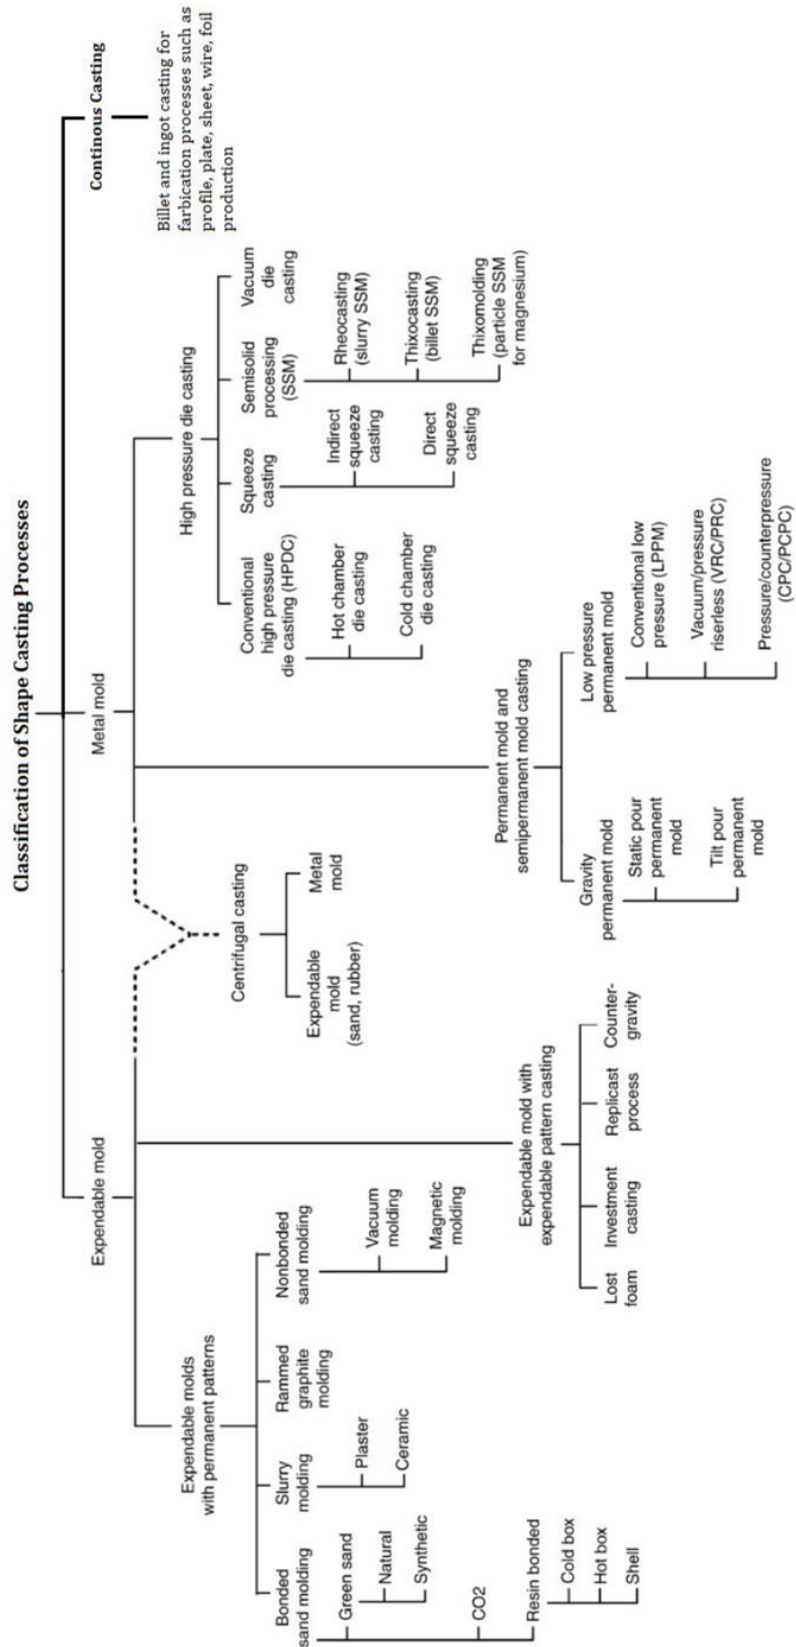 Classification of Shape Casting Processes
Expendable mold
Metal mold
Continous Casting
Billet and ingot casting for
farbication processes such as
profile, plate, sheet, wire, foil
production
Expendable molds
with permanent patterns
Bonded
sand molding
Green sand
Natural
Synthetic
CO2
Resin bonded
Cold box
Hot box
Shell
Slurry
molding
Plaster
Ceramic
Rammed
graphite
molding
Nonbonded
sand molding
Vacuum
molding
Magnetic
molding
Expendable mold with
expendable pattern casting
Lost
foam
Investment
casting
Replicast
process
Counter-
gravity
Centrifugal casting
Expendable
mold
(sand, rubber)
Metal
mold
Permanent mold and
semipermanent mold casting
Gravity
permanent mold
Static pour
permanent
mold
Tilt pour
permanent
mold
Low pressure
permanent mold
Conventional low
pressure (LPPM)
Vacuum/pressure
riserless (VRC/PRC)
Pressure/counterpressure
(CPC/PCPC)
High pressure die casting
Conventional
high pressure
die casting (HPDC)
Hot chamber
die casting
Cold chamber
die casting
Squeeze
casting
Indirect
squeeze
casting
Direct
squeeze
casting
Semisolid
processing
(SSM)
Rheocasting
(slurry SSM)
Thixocasting
(billet SSM)
Thixomolding
(particle SSM
for magnesium)
Vacuum
die
casting